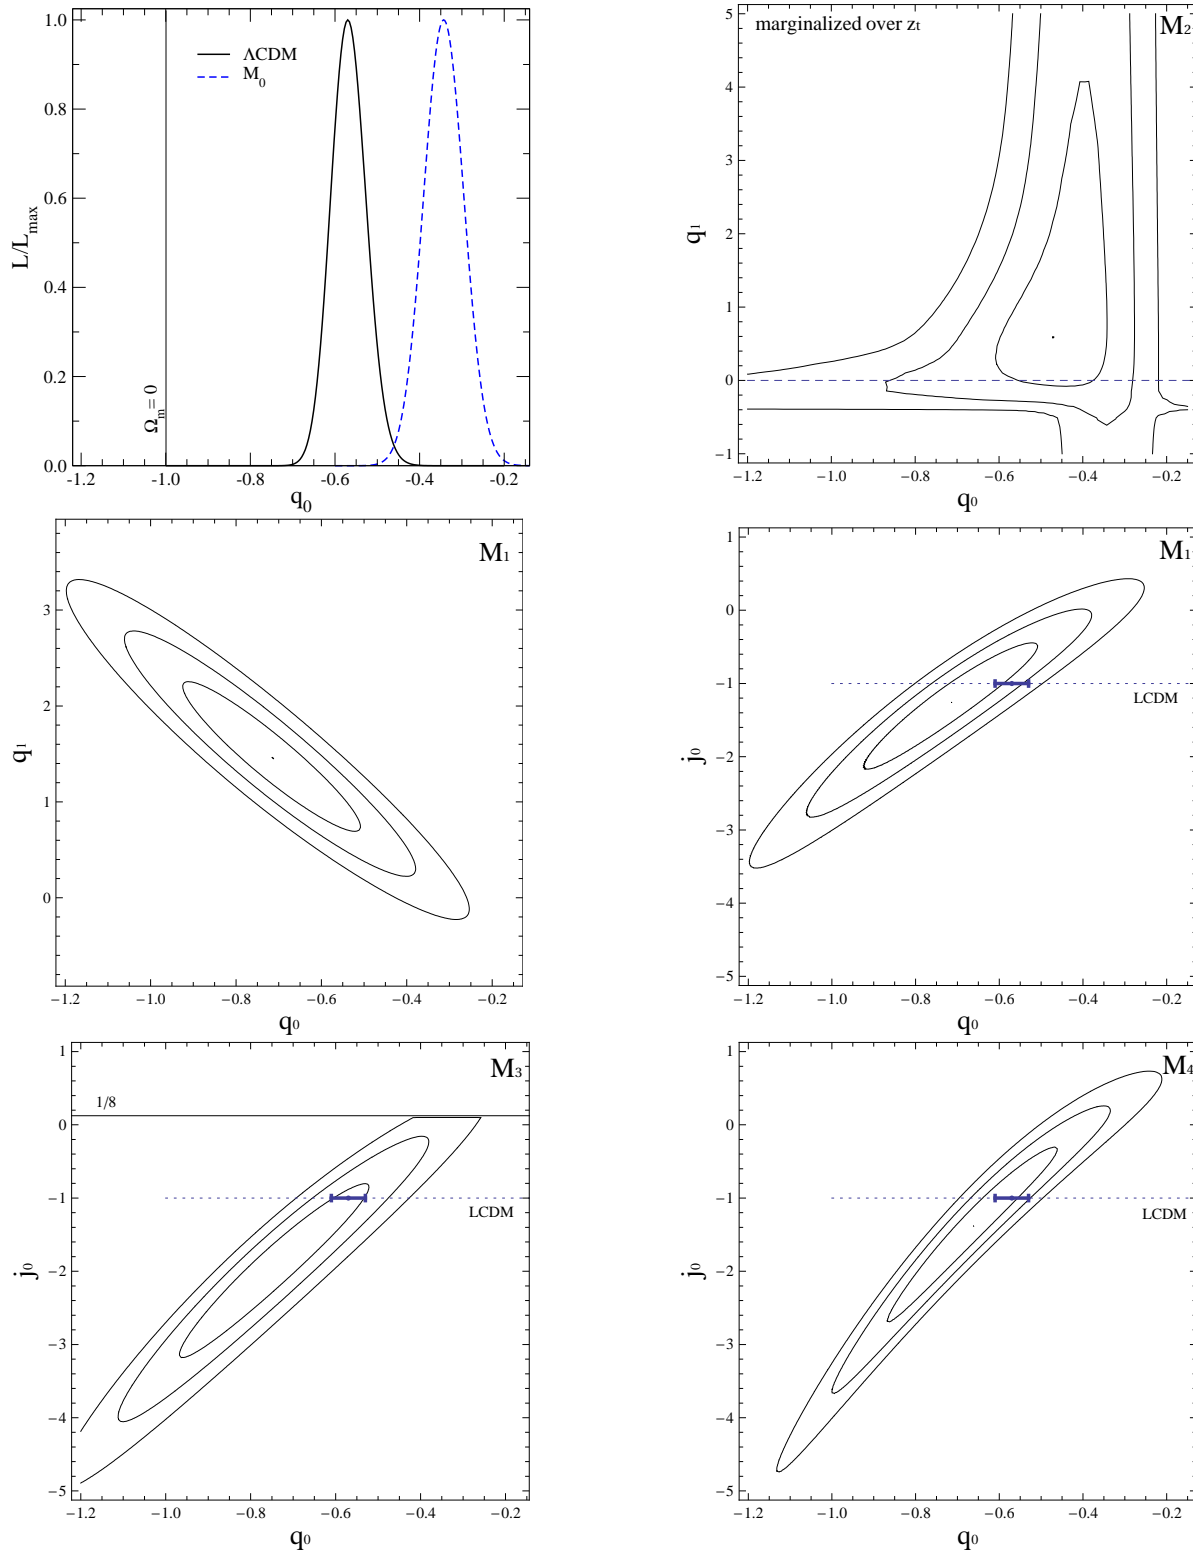 1.0
0.8
0.6
0.4
0.2
0.0
L/Lmax
ΛCDM
M0
Ωm = 0
-1.2 -1.0 -0.8 -0.6 -0.4 -0.2
q0
marginalized over zt
M2
5
4
3
2
1
0
−1
q1
−1.2 −1.0 −0.8 −0.6 −0.4 −0.2
q0
M1
3
2
1
0
q1
−1.2 −1.0 −0.8 −0.6 −0.4 −0.2
q0
M1
1
0
−1
−2
−3
−4
−5
j0
LCDM
−1.2 −1.0 −0.8 −0.6 −0.4 −0.2
q0
M3
1/8
1
0
−1
−2
−3
−4
−5
j0
LCDM
−1.2 −1.0 −0.8 −0.6 −0.4 −0.2
q0
M4
1
0
−1
−2
−3
−4
−5
j0
LCDM
−1.2 −1.0 −0.8 −0.6 −0.4 −0.2
q0